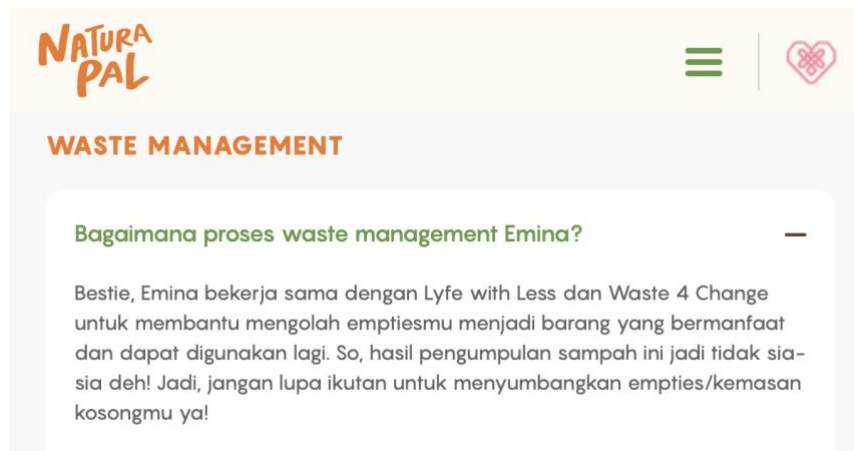 NATURA
PAL
WASTE MANAGEMENT
Bagaimana proses waste management Emina?
Bestie, Emina bekerja sama dengan Lyfe with Less dan Waste 4 Change
untuk membantu mengolah emptiesmu menjadi barang yang bermanfaat
dan dapat digunakan lagi. So, hasil pengumpulan sampah ini jadi tidak sia-
sia deh! Jadi, jangan lupa ikutan untuk menyumbangkan empties/kemasan
kosongmu ya!